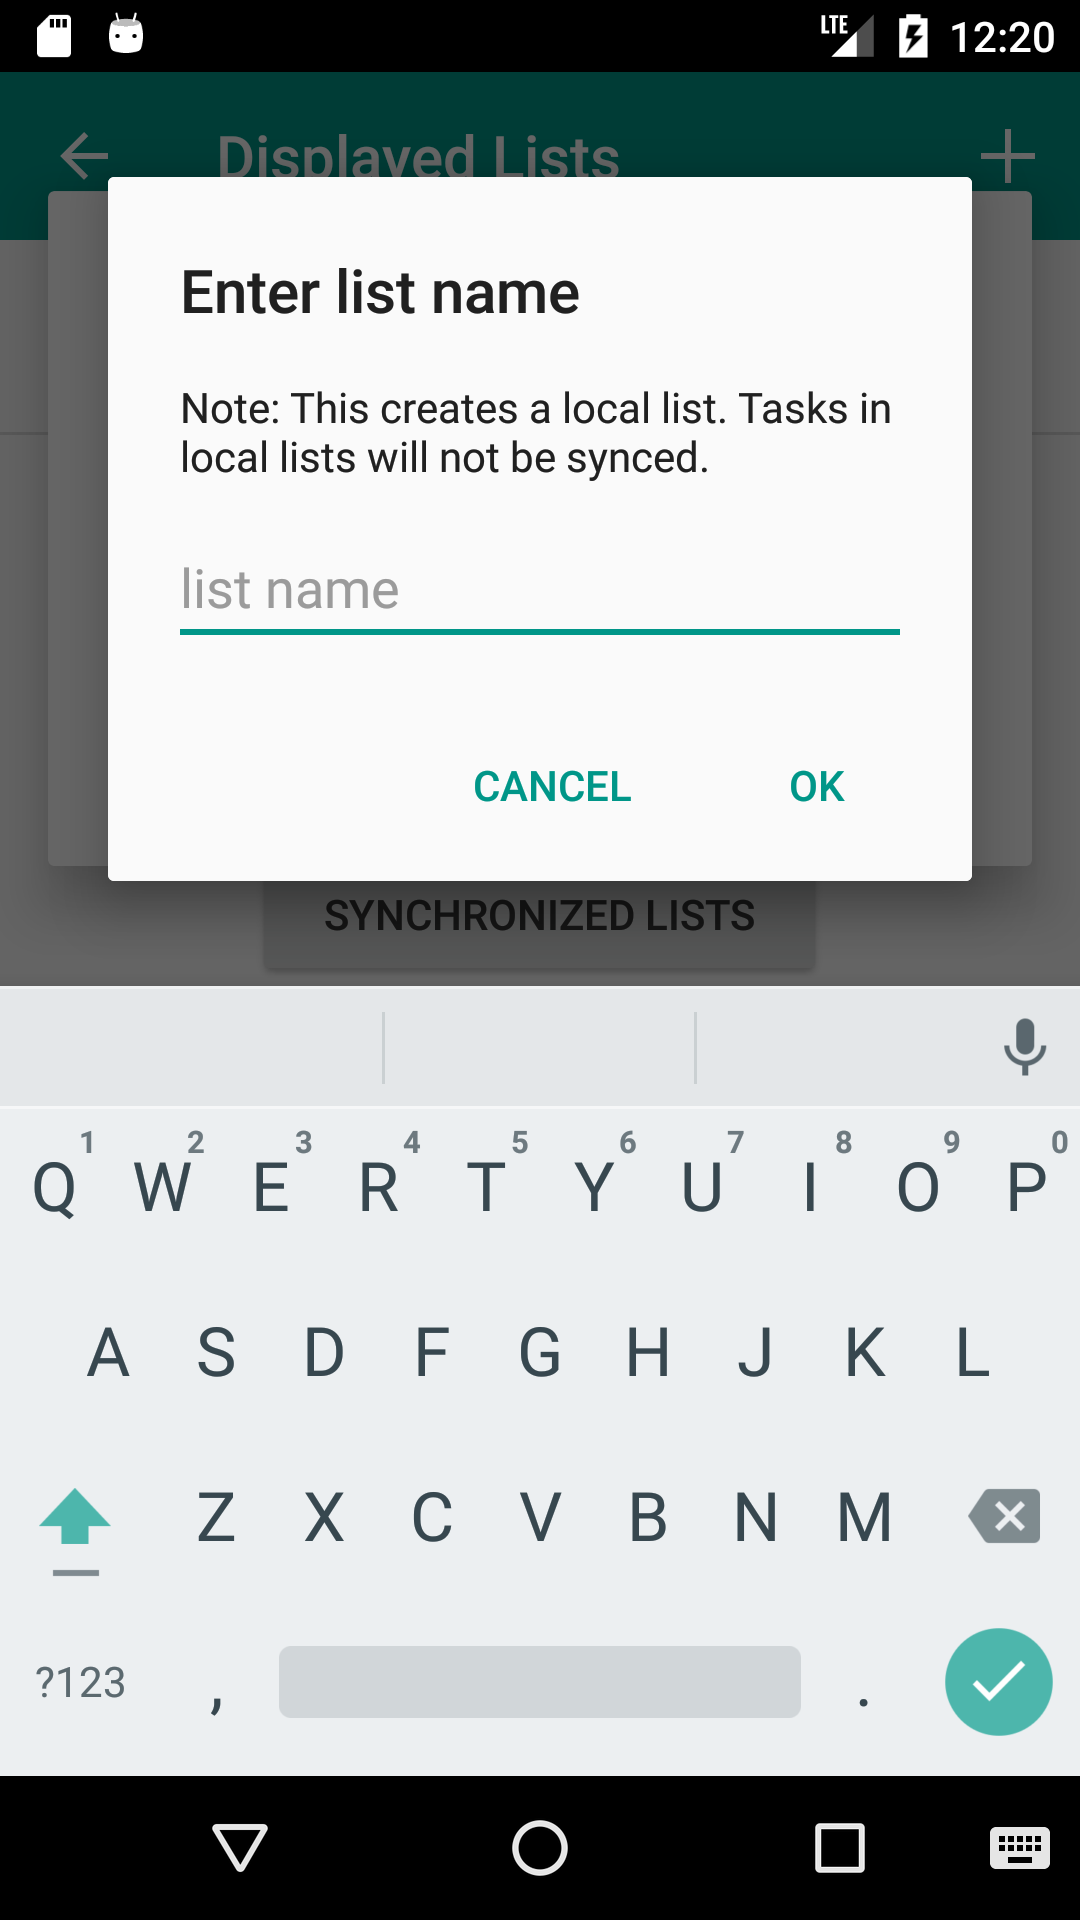 LTE 12:20
Displayed Lists
Enter list name
Note: This creates a local list. Tasks in
local lists will not be synced.
list name
CANCEL OK
SYNCHRONIZED LISTS
1 2 3 4 5 6 7 8 9 0
Q W E R T Y U I O P
A S D F G H J K L
Z X C V B N M
?123 , .